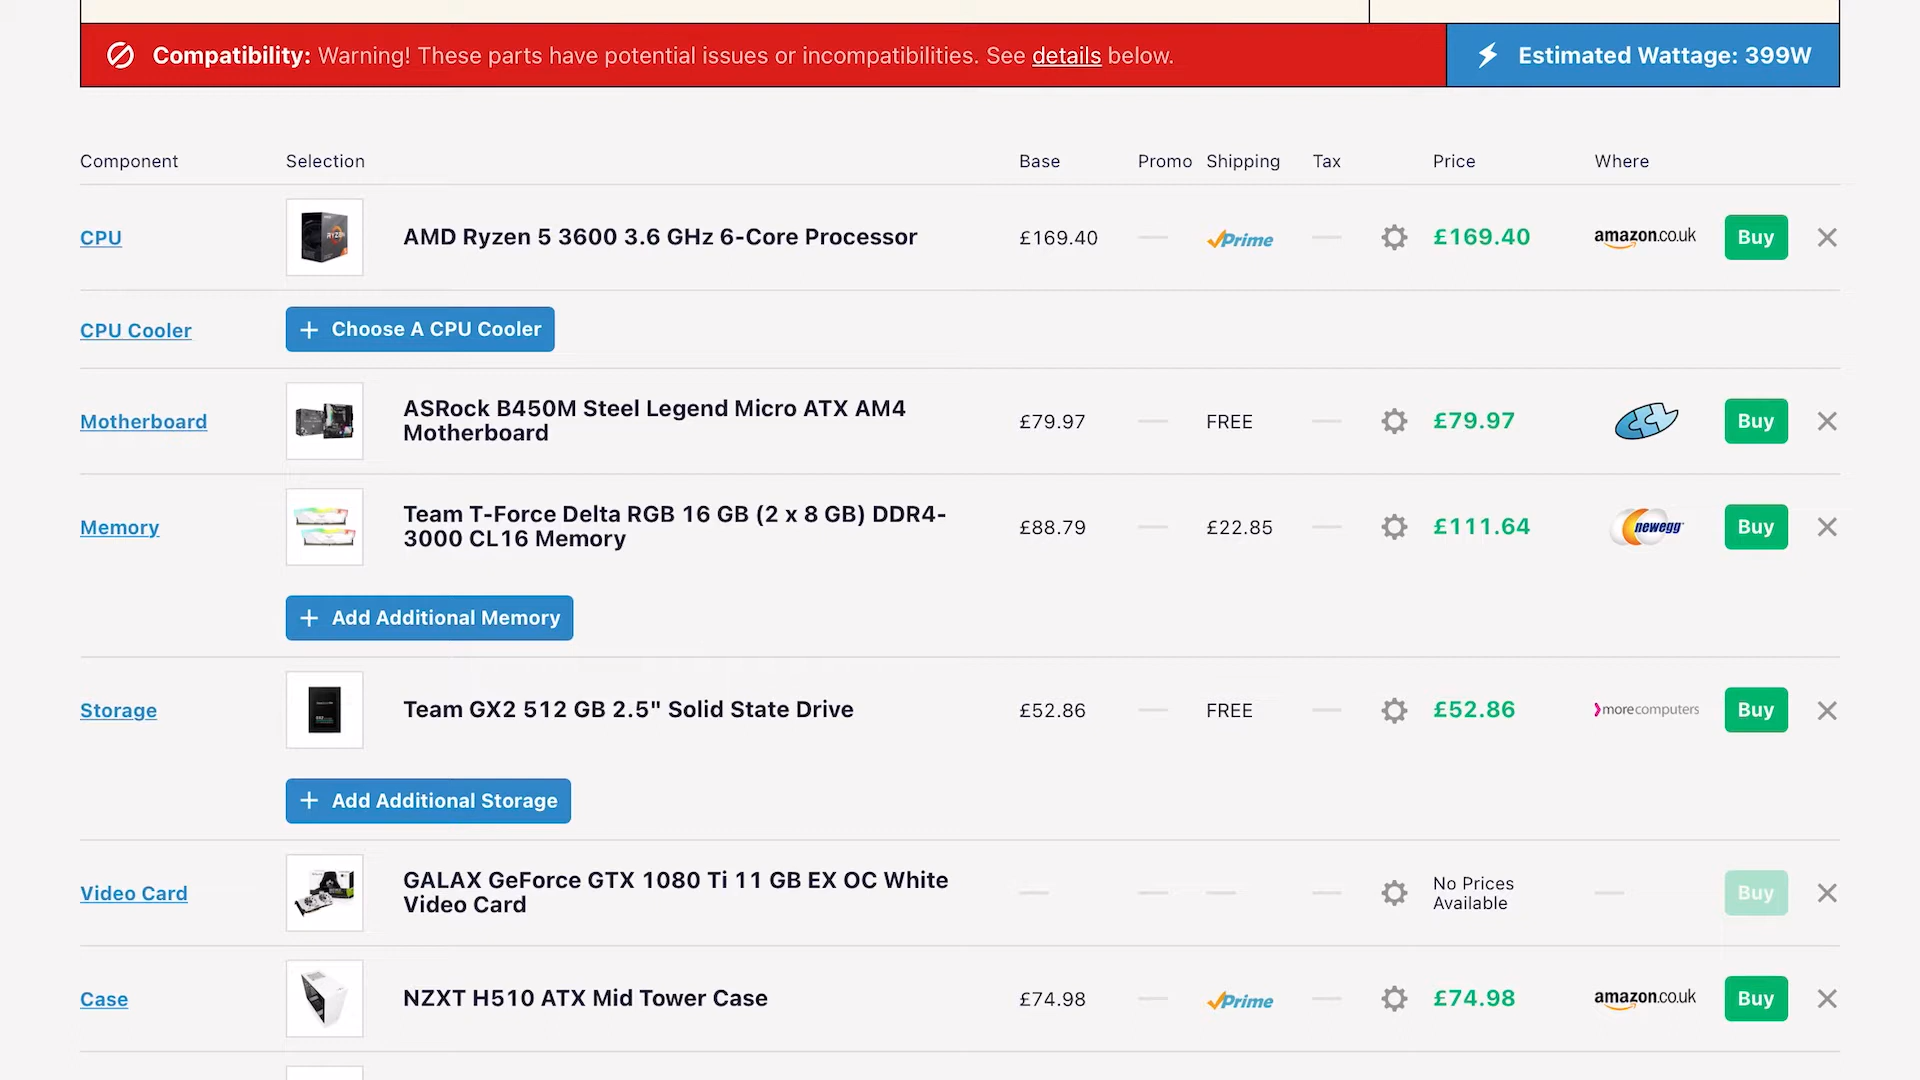 Compatibility: Warning! These parts have potential issues or incompatibilities. See details below.
Estimated Wattage: 399W
Component Selection Base Promo Shipping Tax Price Where
CPU AMD Ryzen 5 3600 3.6 GHz 6-Core Processor £169.40 Prime £169.40 amazon.co.uk Buy
CPU Cooler Choose A CPU Cooler
Motherboard ASRock B450M Steel Legend Micro ATX AM4
Motherboard £79.97 FREE £79.97 Buy
Memory Team T-Force Delta RGB 16 GB (2 x 8 GB) DDR4-
3000 CL16 Memory £88.79 £22.85 £111.64 newegg Buy
Add Additional Memory
Storage Team GX2 512 GB 2.5" Solid State Drive £52.86 FREE £52.86 morecomputers Buy
Add Additional Storage
Video Card GALAX GeForce GTX 1080 Ti 11 GB EX OC White
Video Card No Prices
Available Buy
Case NZXT H510 ATX Mid Tower Case £74.98 Prime £74.98 amazon.co.uk Buy